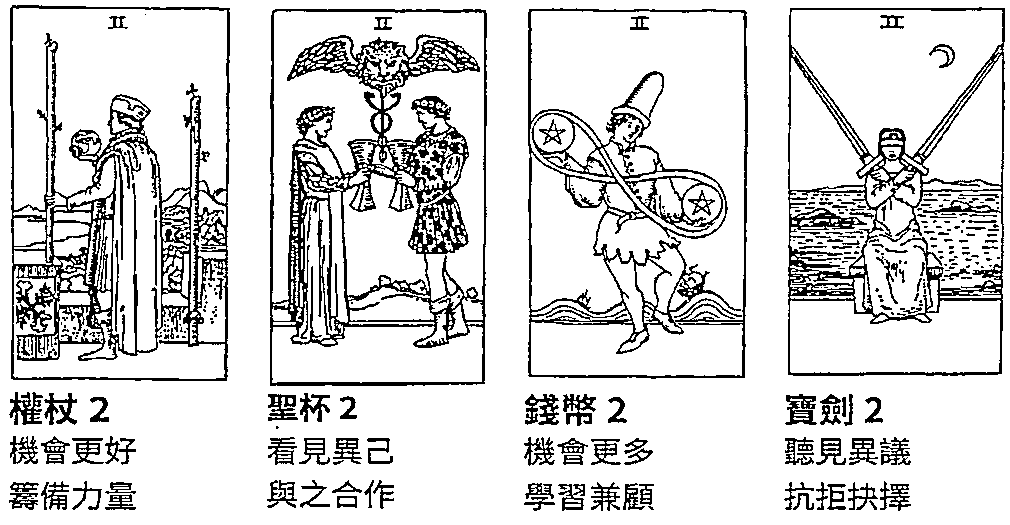 II
II
II
II
權杖 2
機會更好
籌備力量
聖杯 2
看見異己
與之合作
錢幣 2
機會更多
學習兼顧
寶劍 2
聽見異議
抗拒抉擇